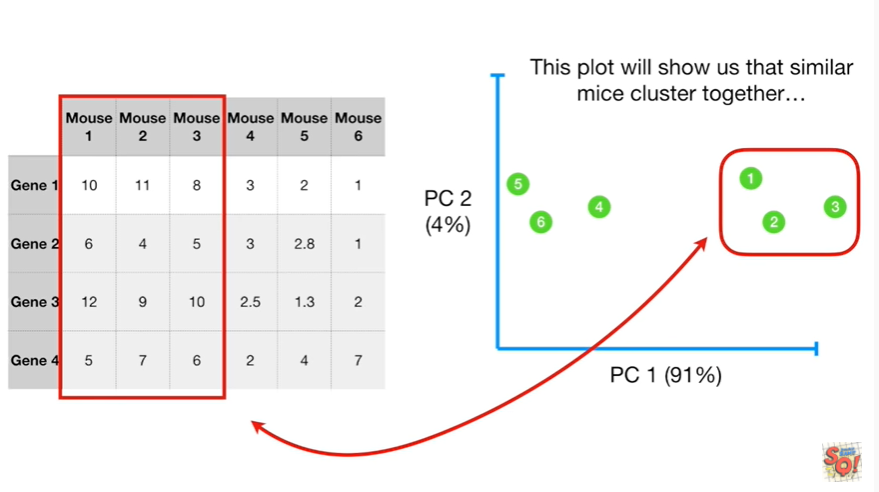 This plot will show us that similar
mice cluster together…
Mouse 1 Mouse 2 Mouse 3 Mouse 4 Mouse 5 Mouse 6
Gene 1 10 11 8 3 2 1
Gene 2 6 4 5 3 2.8 1
Gene 3 12 9 10 2.5 1.3 2
Gene 4 5 7 6 2 4 7
PC 2
(4%)
5
6
4
1
2
3
PC 1 (91%)
SQ!